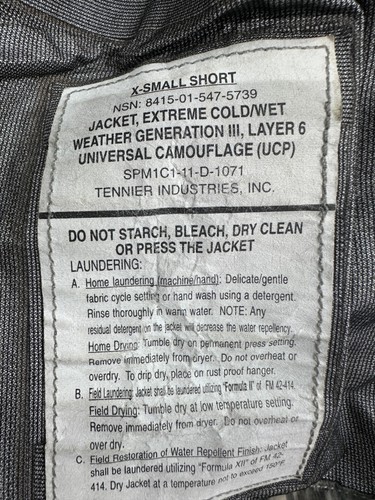 X-SMALL SHORT
NSN: 8415-01-547-5739
JACKET, EXTREME COLD/WET
WEATHER GENERATION III, LAYER 6
UNIVERSAL CAMOUFLAGE (UCP)
SPM1C1-11-D-1071
TENNIER INDUSTRIES, INC.
DO NOT STARCH, BLEACH, DRY CLEAN
OR PRESS THE JACKET
LAUNDERING:
A. Home laundering (machine/hand): Delicate/gentle
fabric cycle setting or hand wash using a detergent.
Rinse thoroughly in warm water. NOTE: Any
residual detergent on the jacket will decrease the water repellency.
Home Drying: Tumble dry on permanent press setting.
Remove immediately from dryer. Do not overheat or
overdry. To drip dry, place on rust proof hanger.
B. Field Laundering: Jacket shall be laundered utilizing "Formula II" of FM 42-414.
Field Drying: Tumble dry at low temperature setting.
Remove immediately from dryer. Do not overheat or
over dry.
C. Field Restoration of Water Repellent Finish: Jacket
shall be laundered utilizing "Formula XII" of FM 42-
414. Dry Jacket at a temperature not to exceed 150°F.